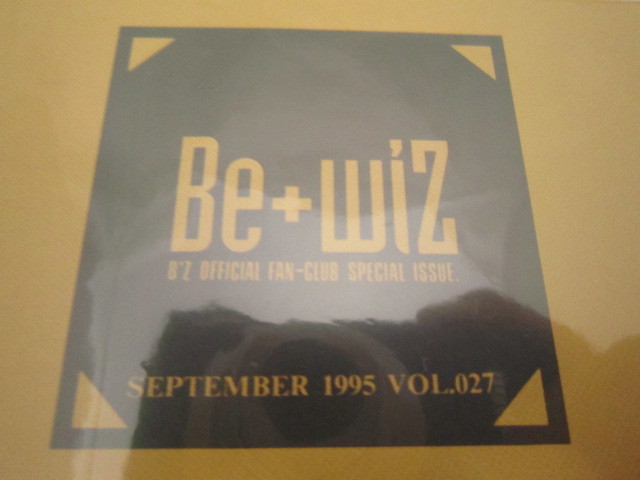 Be+wiZ
B'Z OFFICIAL FAN-CLUB SPECIAL ISSUE.
SEPTEMBER 1995 VOL.027